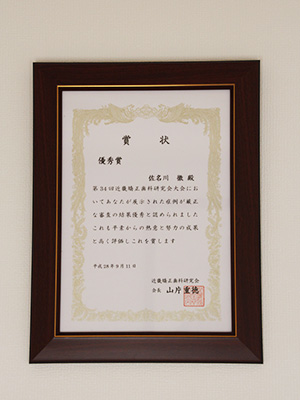 賞状
優秀賞
佐名川 徹 殿
第34回近畿矯正歯科研究会大会にお
いてあなたが展示された症例が厳正
な審査の結果優秀と認められました
これも平素からの熱意と努力の成果
と高く評価しこれを賞します
平成28年9月11日
近畿矯正歯科研究会
会長 山片重徳